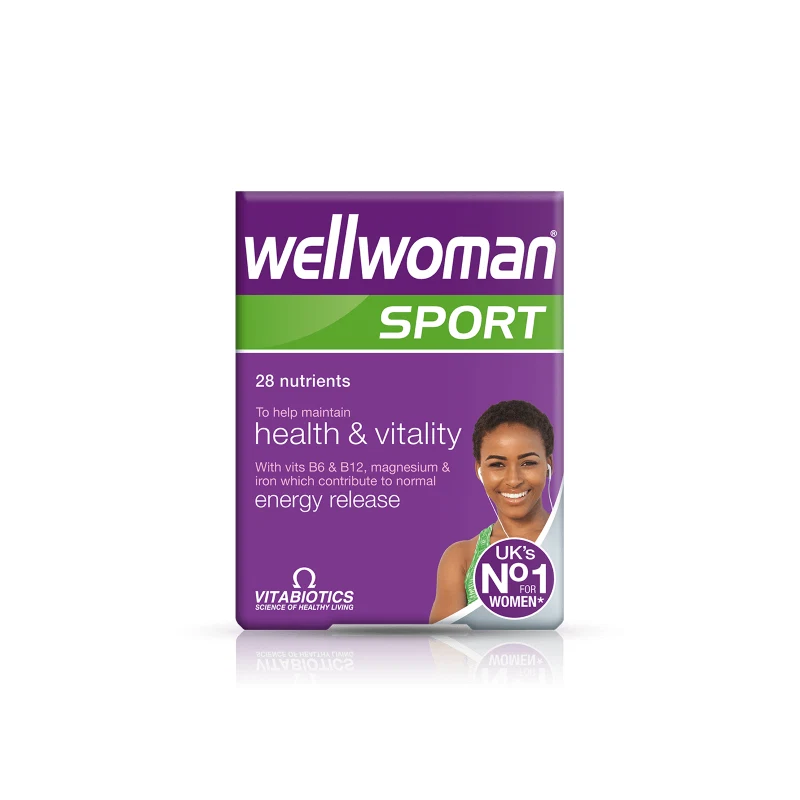 wellwoman®
SPORT
28 nutrients
To help maintain
health & vitality
With vits B6 & B12, magnesium &
iron which contribute to normal
energy release
UK's
Nº1
FOR
WOMEN*
VITABIOTICS
SCIENCE OF HEALTHY LIVING